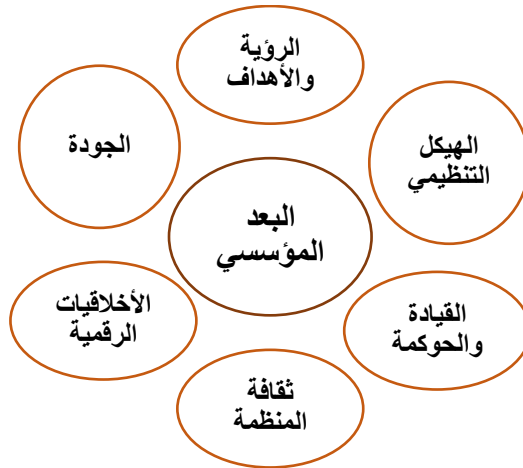 الرؤية
والأهداف
الهيكل
التنظيمي
الجودة
البعد
المؤسسي
القيادة
والحوكمة
الأخلاقيات
الرقمية
ثقافة
المنظمة